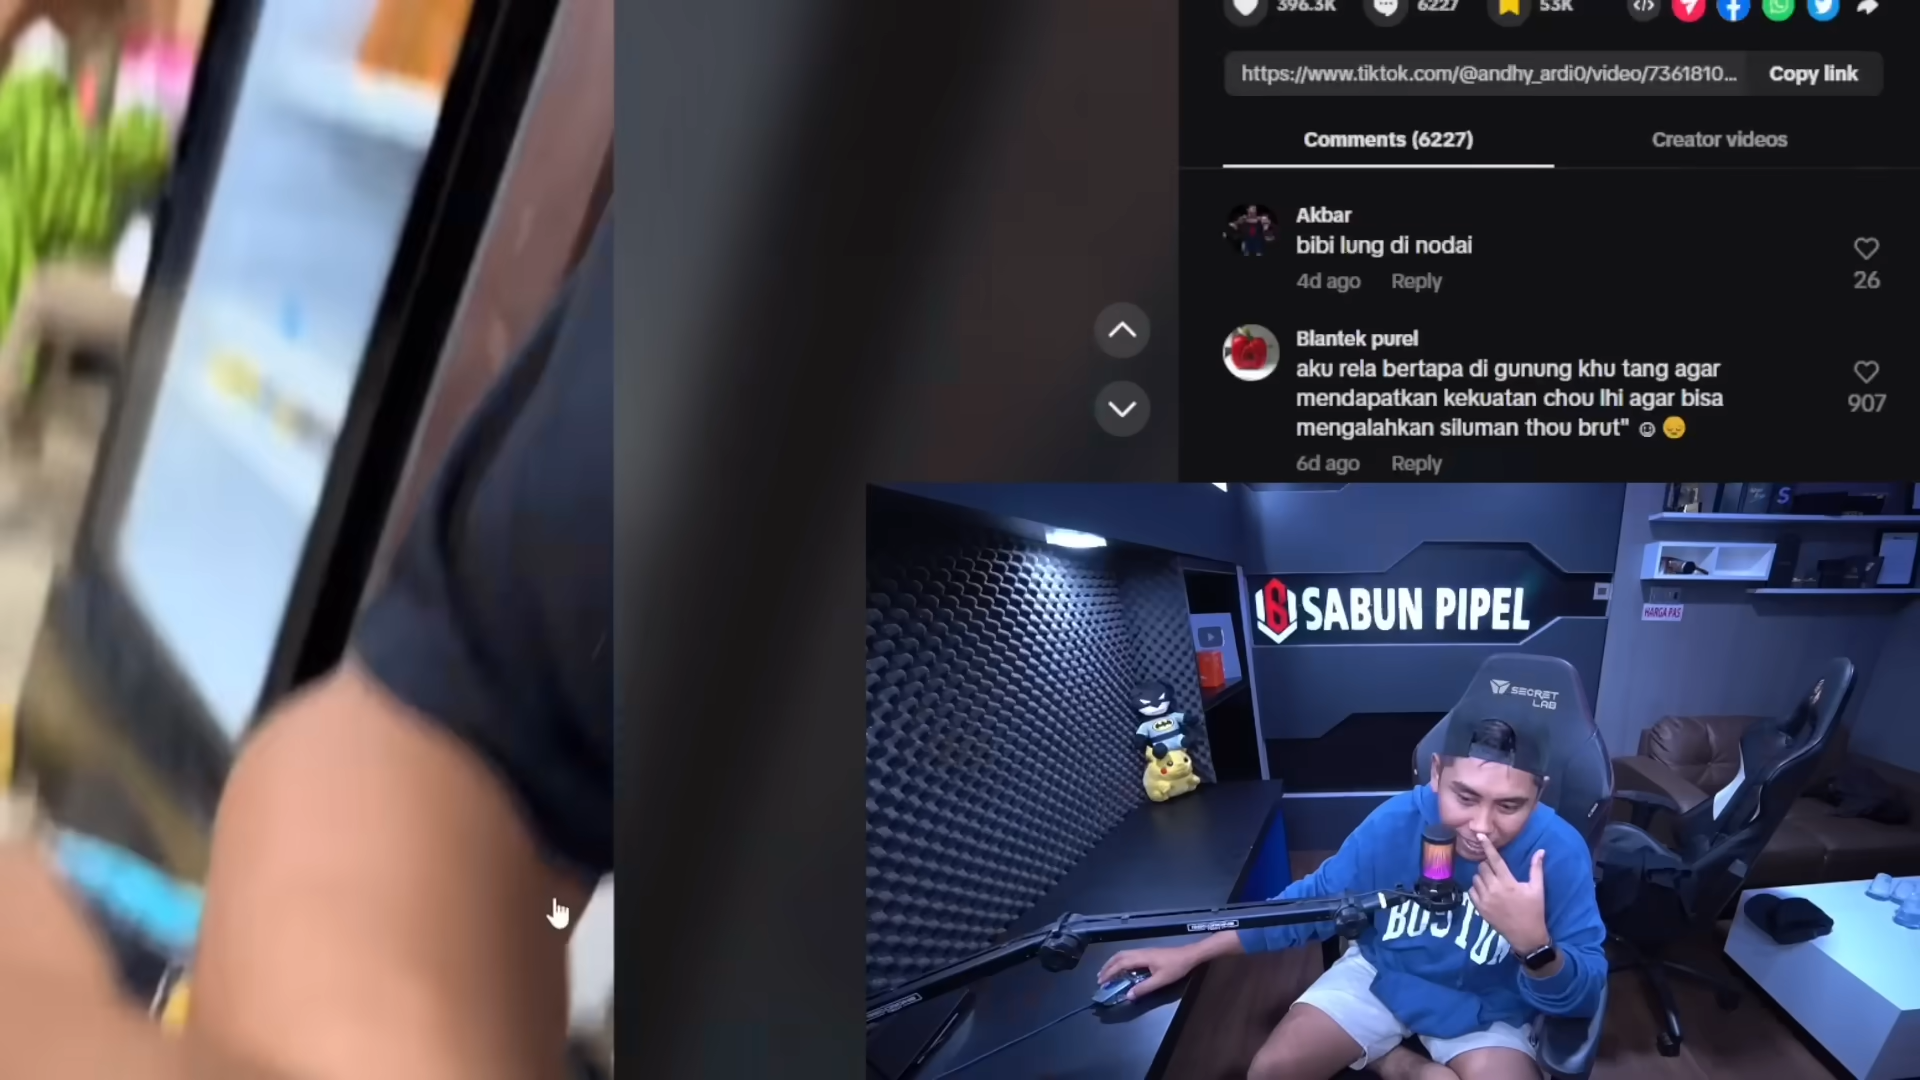 396.3K 6227 53K
https://www.tiktok.com/@andhy_ardi0/video/7361810... Copy link
Comments (6227) Creator videos
Akbar
bibi lung di nodai
4d ago Reply 26
Blantek purel
aku rela bertapa di gunung khu tang agar
mendapatkan kekuatan chou lhi agar bisa 907
mengalahkan siluman thou brut"
6d ago Reply
SABUN PIPEL
HARGA PAS
SECRET
LAB
BOSTON